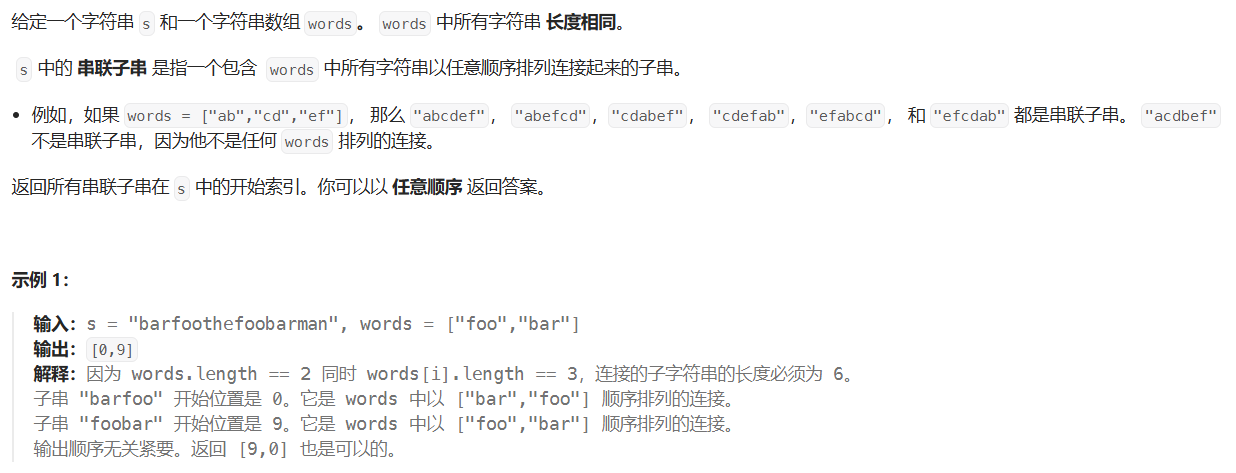 给定一个字符串 s 和一个字符串数组 words。 words 中所有字符串 长度相同。
s 中的 串联子串 是指一个包含 words 中所有字符串以任意顺序排列连接起来的子串。
• 例如，如果 words = ["ab","cd","ef"]， 那么 "abcdef"， "abefcd"，"cdabef"， "cdefab"，"efabcd"， 和 "efcdab" 都是串联子串。 "acdbef"
不是串联子串，因为他不是任何 words 排列的连接。
返回所有串联子串在 s 中的开始索引。你可以以 任意顺序 返回答案。
示例 1：
输入：s = "barfoothefoobarman", words = ["foo","bar"]
输出：[0,9]
解释：因为 words.length == 2 同时 words[i].length == 3，连接的子字符串的长度必须为 6。
子串 "barfoo" 开始位置是 0。它是 words 中以 ["bar","foo"] 顺序排列的连接。
子串 "foobar" 开始位置是 9。它是 words 中以 ["foo","bar"] 顺序排列的连接。
输出顺序无关紧要。返回 [9,0] 也是可以的。